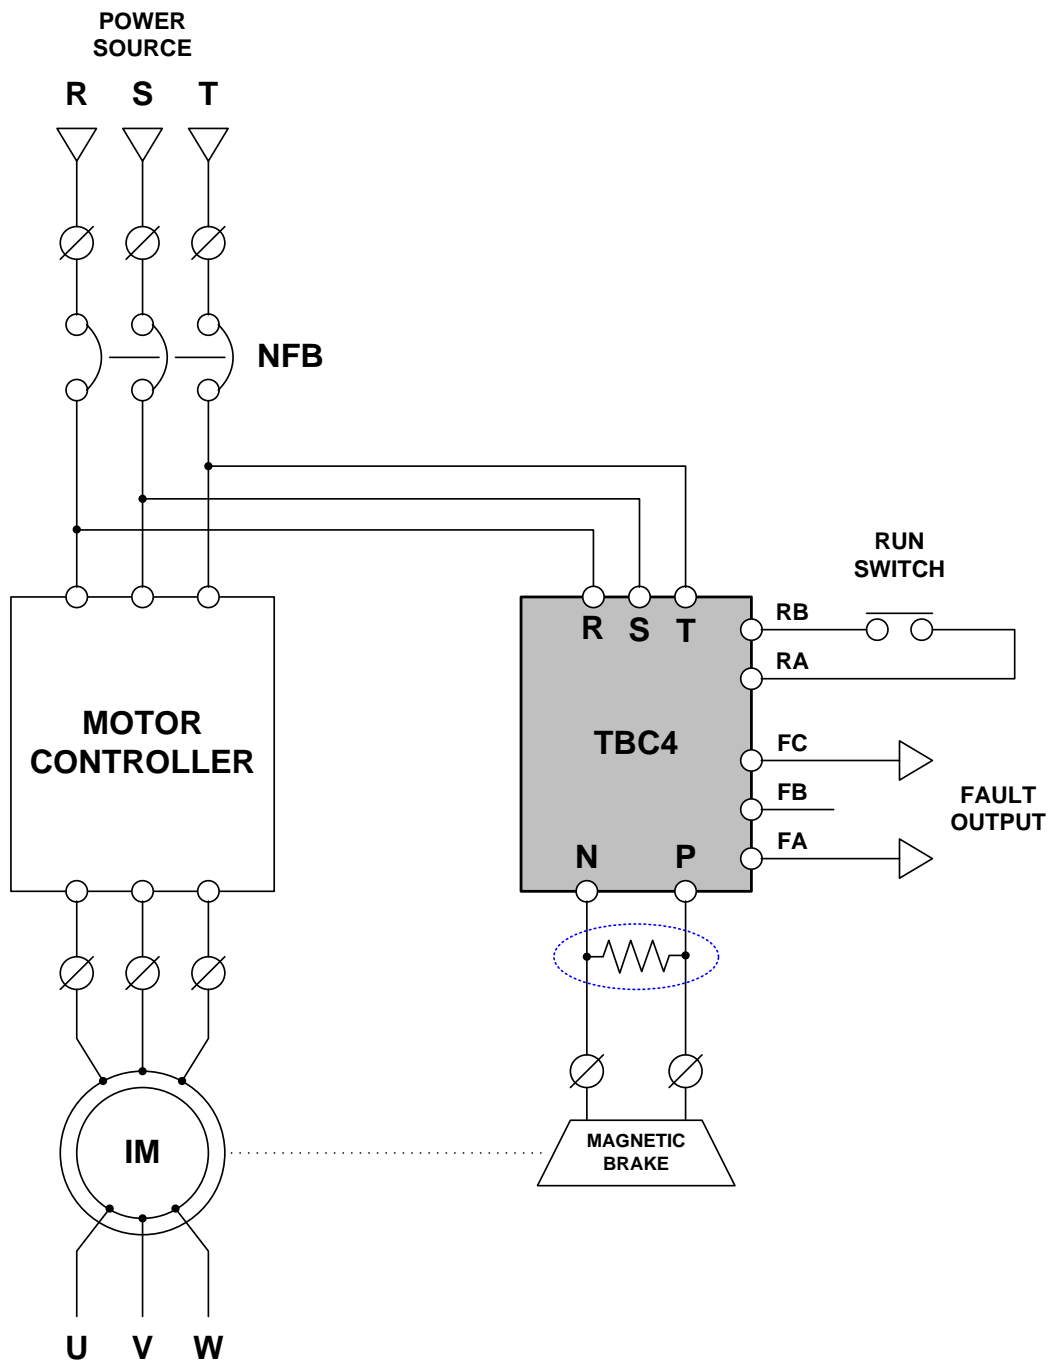 POWER
SOURCE
R S T
NFB
RUN
SWITCH
R S T
RB
RA
MOTOR
CONTROLLER
TBC4
FC
FB
FA
FAULT
OUTPUT
N P
IM
MAGNETIC
BRAKE
U V W